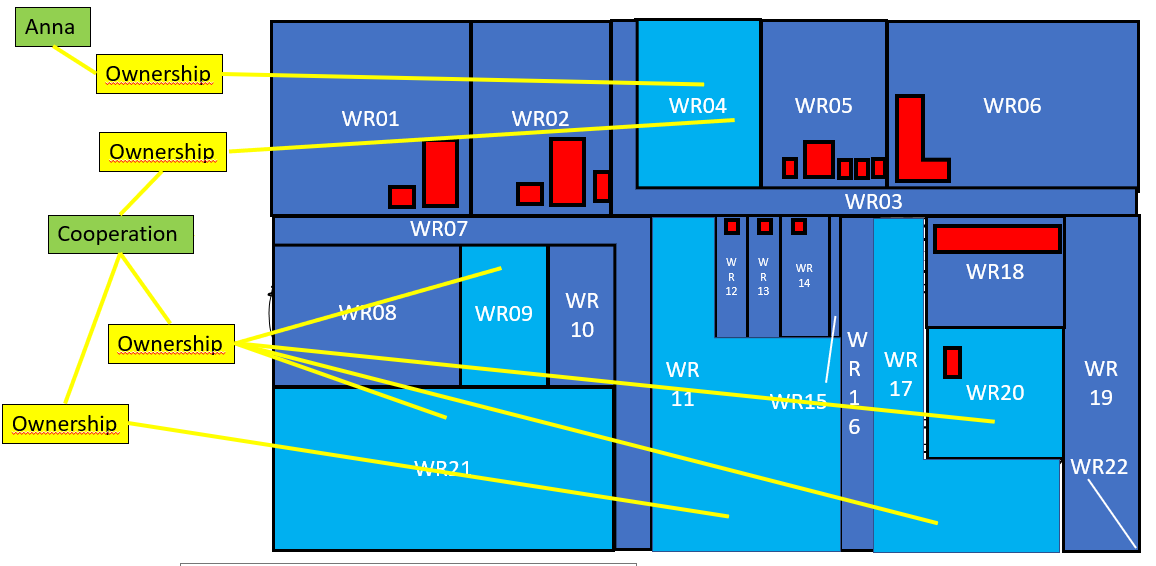 Anna
Ownership
Ownership
Cooperation
Ownership
Ownership
WR01
WR02
WR04
WR05
WR06
WR03
WR07
WR08
WR09
WR
10
WR
11
W
R
12
W
R
13
WR
14
WR15
W
R
1
6
WR
17
WR18
WR20
WR
19
WR21
WR22